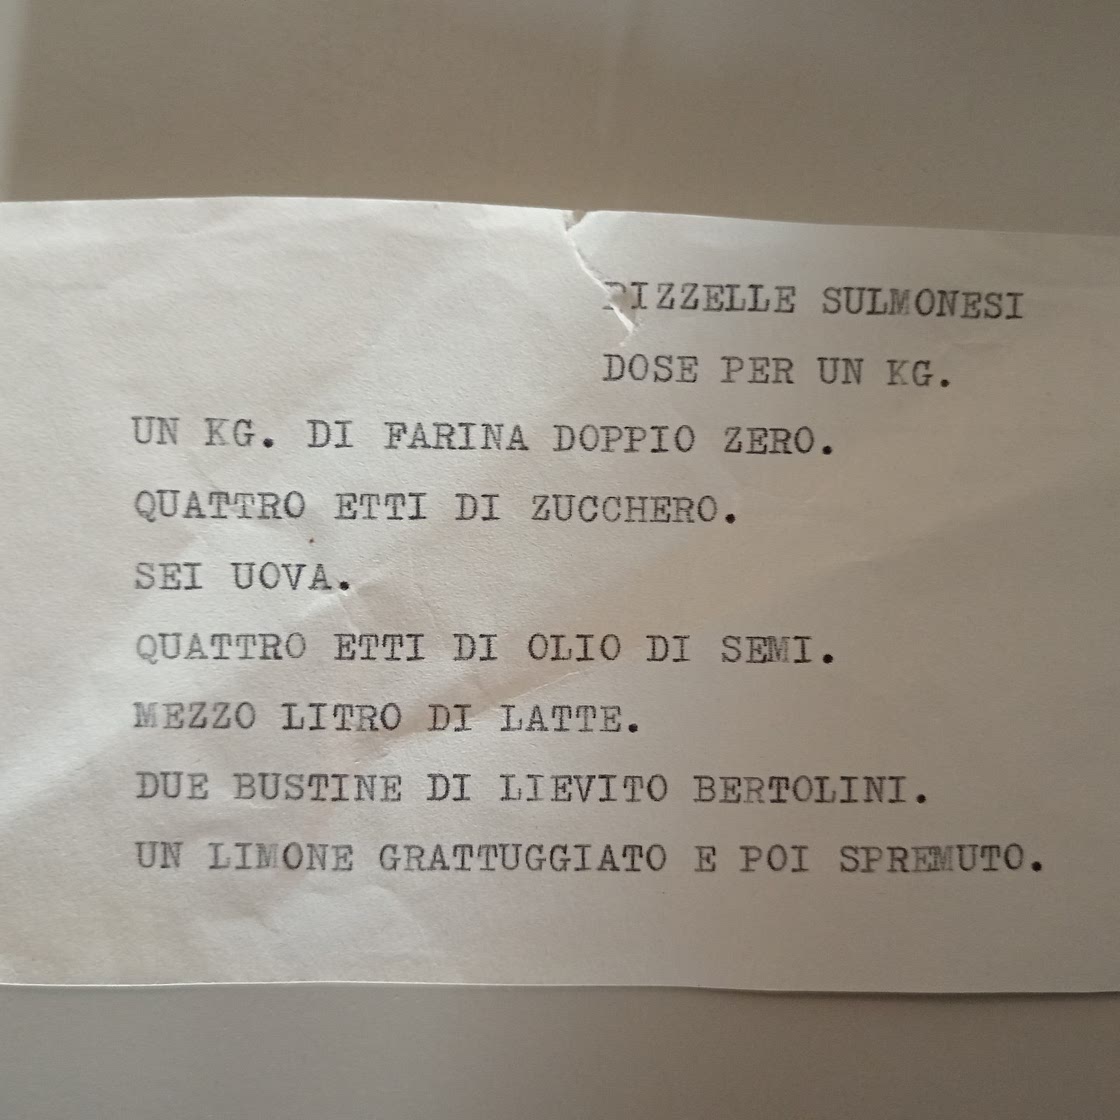 PIZZELLE SULMONESI
DOSE PER UN KG.
UN KG. DI FARINA DOPPIO ZERO.
QUATTRO ETTI DI ZUCCHERO.
SEI UOVA.
QUATTRO ETTI DI OLIO DI SEMI.
MEZZO LITRO DI LATTE.
DUE BUSTINE DI LIEVITO BERTOLINI.
UN LIMONE GRATTUGGIATO E POI SPREMUTO.